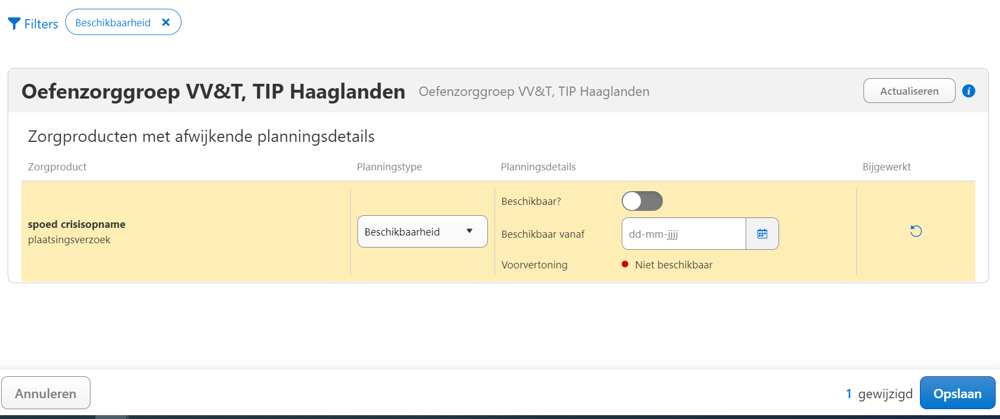 Filters Beschikbaarheid
Oefenzorggroep VV&T, TIP Haaglanden Oefenzorggroep VV&T, TIP Haaglanden Actualiseren i
Zorgproducten met afwijkende planningsdetails
Zorgproduct Planningstype Planningsdetails Bijgewerkt
spoed crisisopname
plaatsingsverzoek
Beschikbaarheid
Beschikbaar?
Beschikbaar vanaf dd-mm-jjjj
Voorvertoning Niet beschikbaar
Annuleren 1 gewijzigd Opslaan